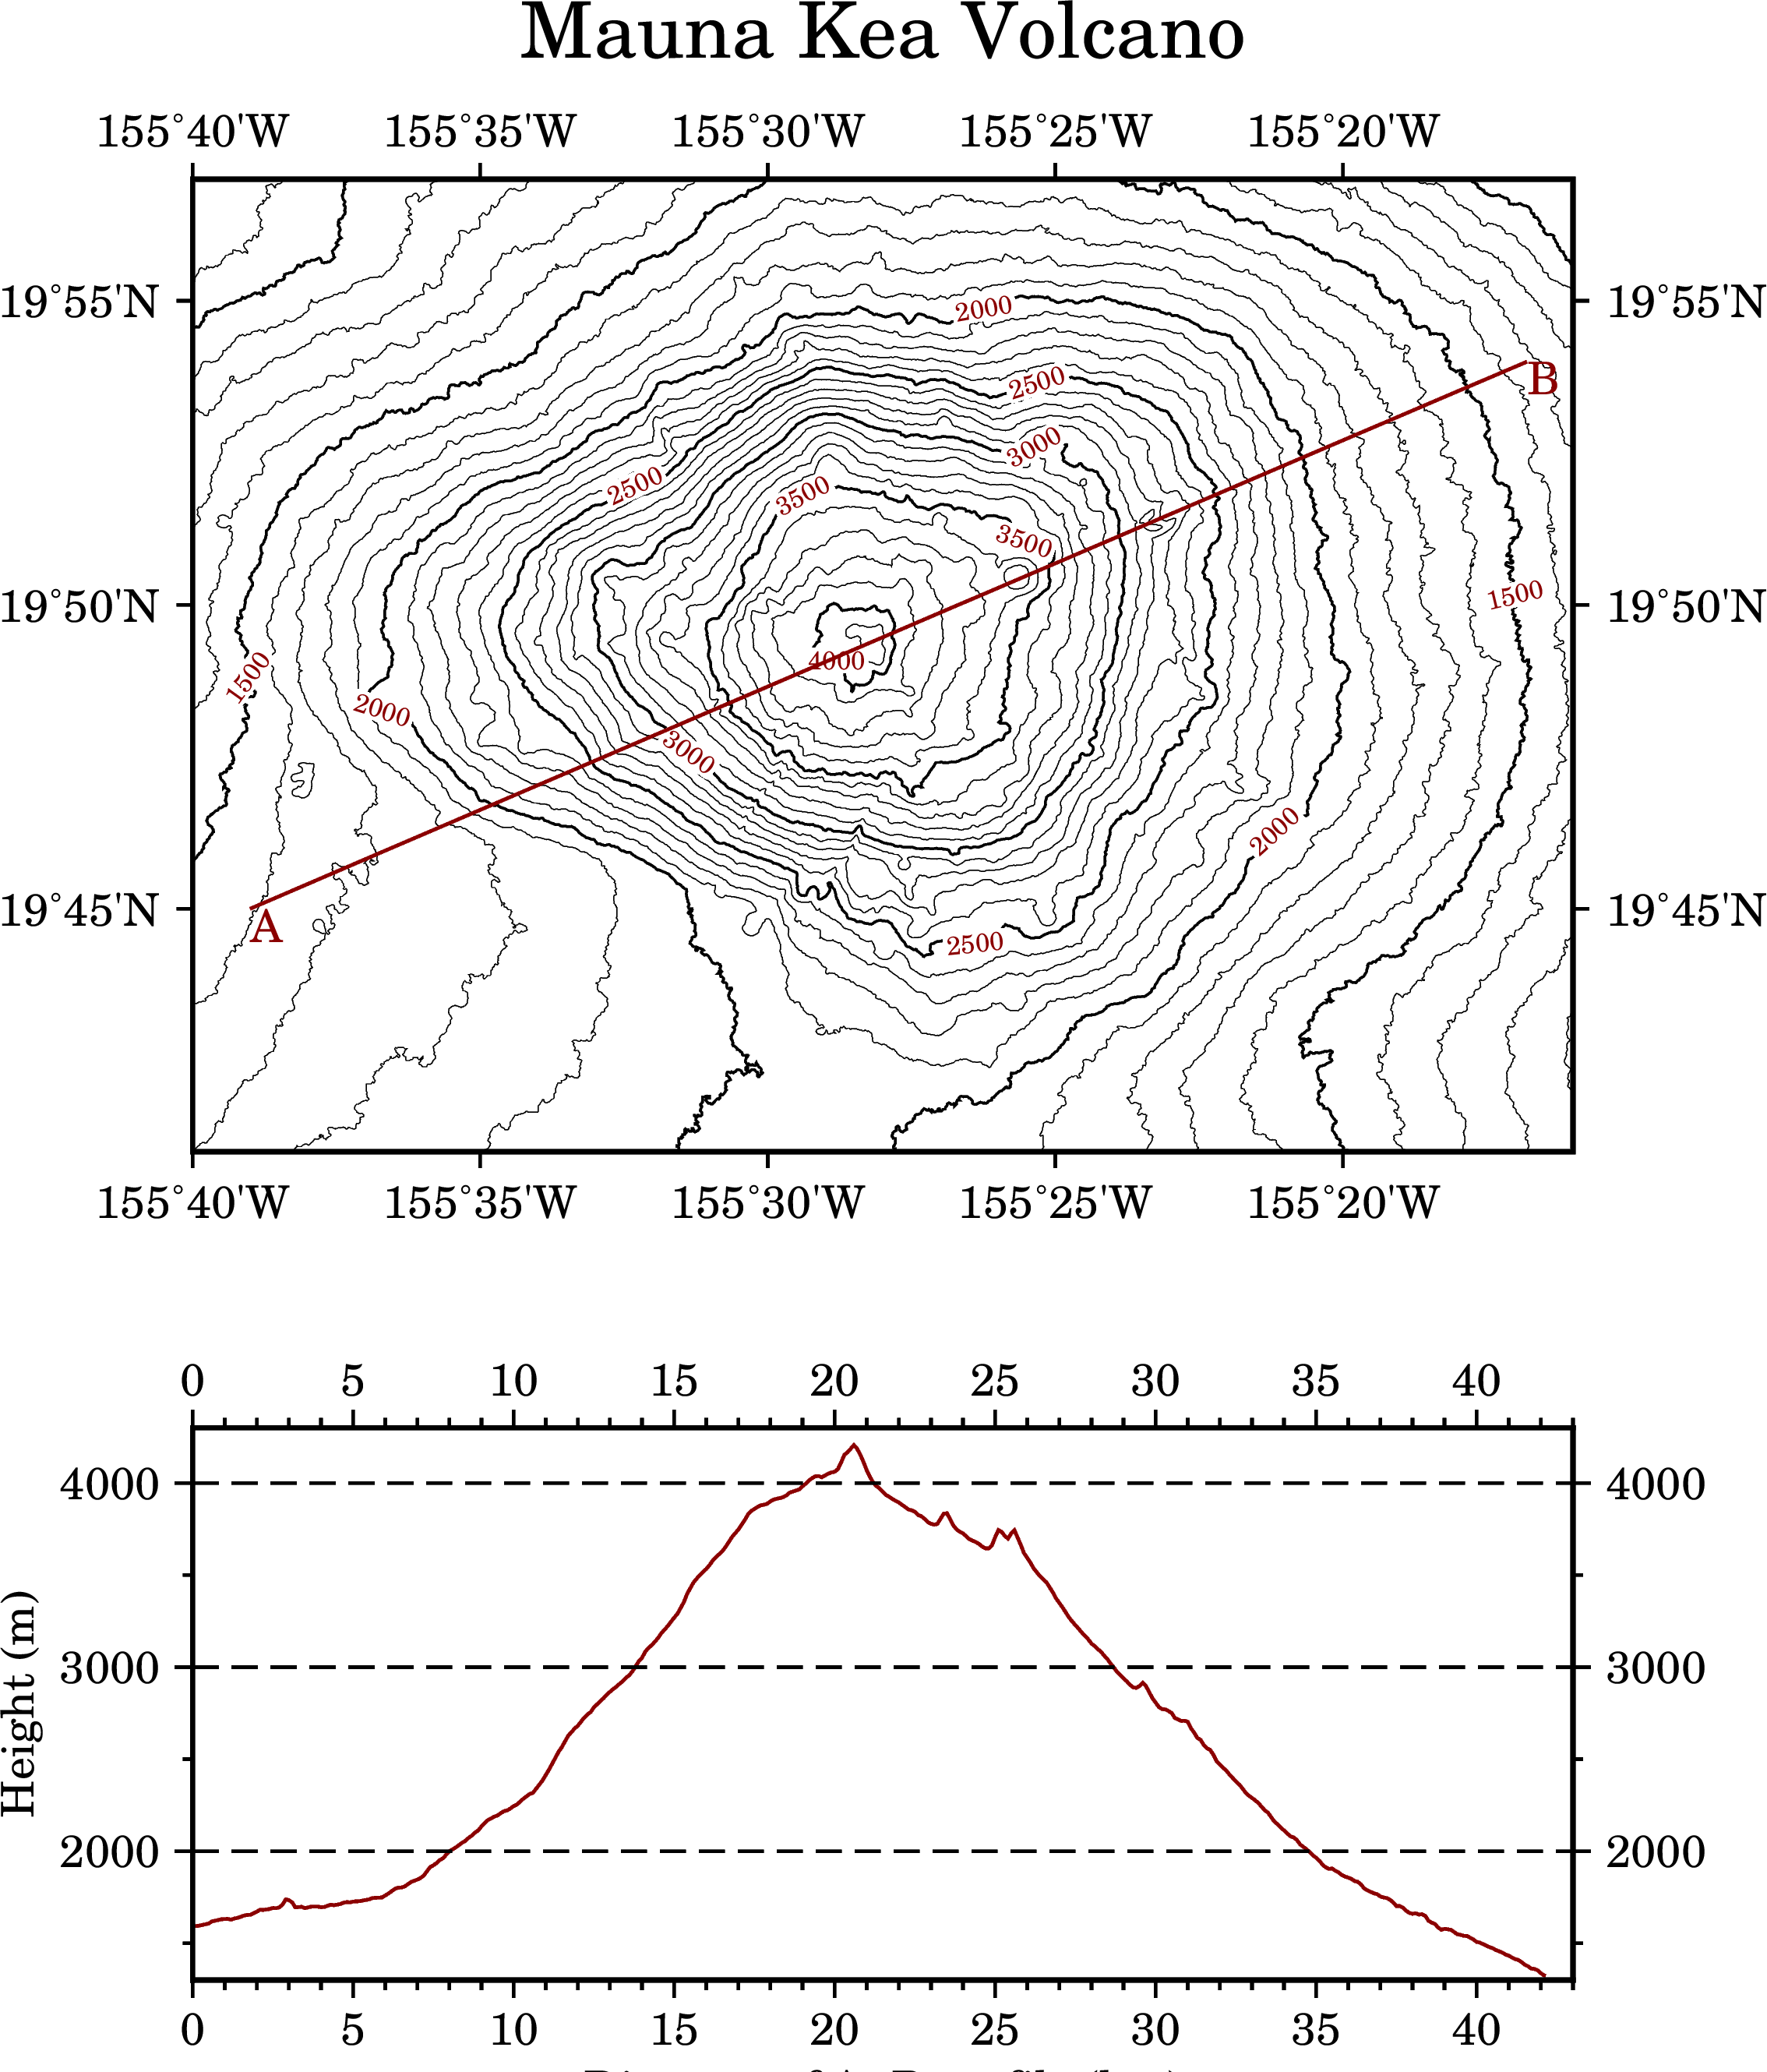 Mauna Kea Volcano
155°40'W 155°35'W 155°30'W 155°25'W 155°20'W
19°55'N 2000 19°55'N
2500 B
3000
2500 3500
3500
19°50'N 1500 19°50'N
4000
1500
2000 3000
2000
19°45'N A 2500 19°45'N
155°40'W 155°35'W 155°30'W 155°25'W 155°20'W
0 5 10 15 20 25 30 35 40
4000 4000
3000 3000
Height (m)
2000 2000
0 5 10 15 20 25 30 35 40